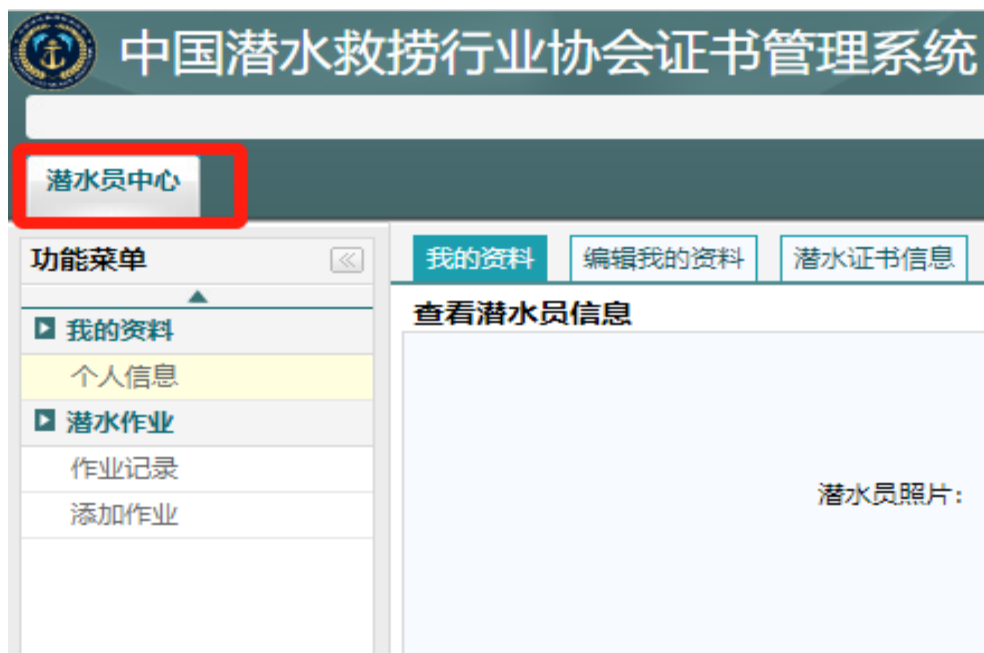 中国潜水救捞行业协会证书管理系统
潜水员中心
功能菜单
我的资料
个人信息
潜水作业
作业记录
添加作业
我的资料 编辑我的资料 潜水证书信息
查看潜水员信息
潜水员照片: